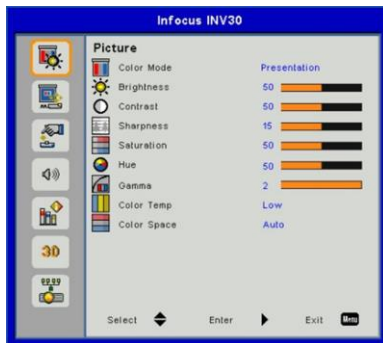 Infocus INV30
Picture
Color Mode Presentation
Brightness 50
Contrast 50
Sharpness 15
Saturation 50
Hue 50
Gamma 2
Color Temp Low
Color Space Auto
3D
Select Enter Exit Menu